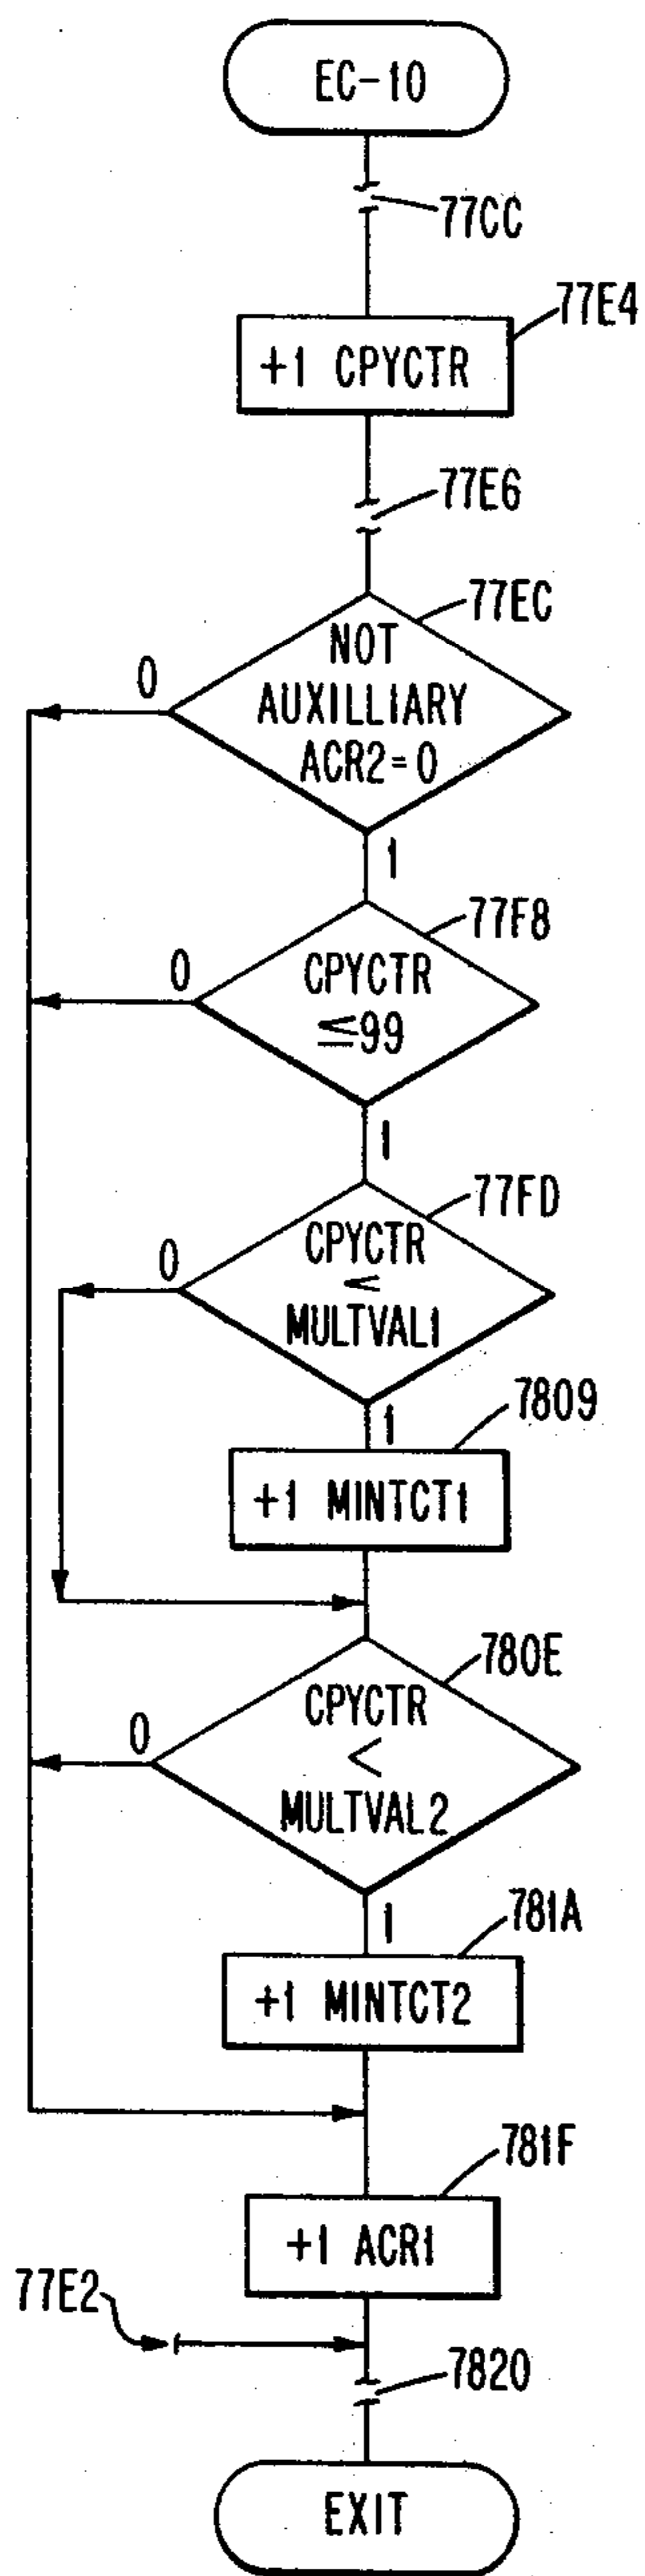 EC-10
77CC
77E4
+1 CPYCTR
77E6
77EC
NOT
AUXILLIARY
ACR2=0
0
1
77F8
CPYCTR
≦99
0
1
77FD
CPYCTR
<
MULTVAL1
0
1
7809
+1 MINTCT1
780E
CPYCTR
<
MULTVAL2
0
1
781A
+1 MINTCT2
781F
+1 ACR1
77E2
7820
EXIT